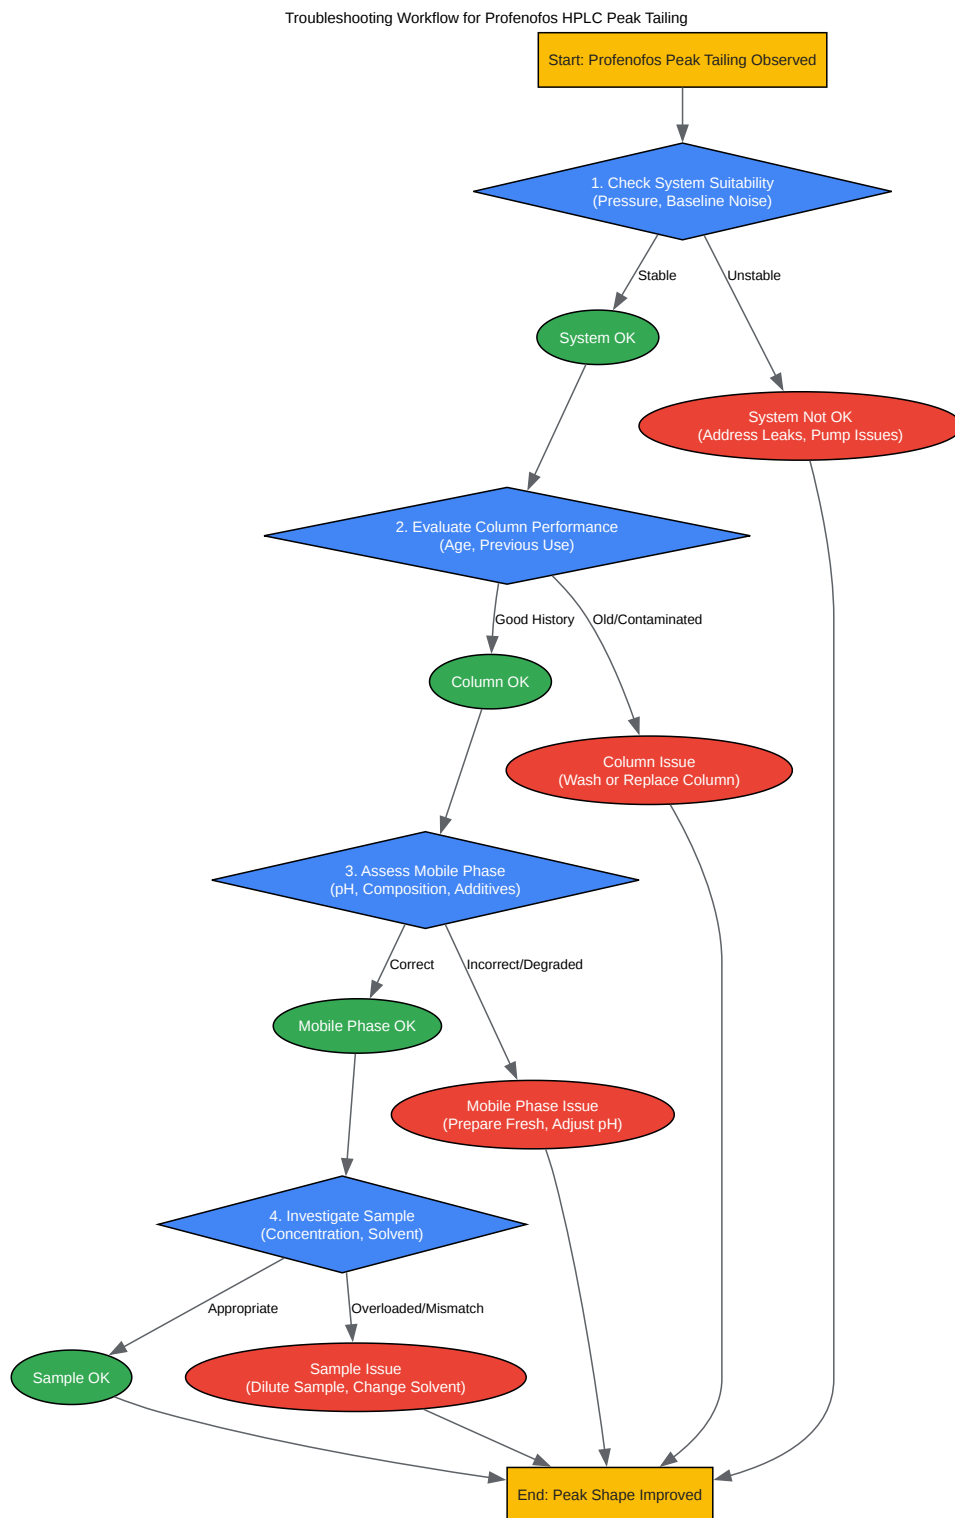 Troubleshooting Workflow for Profenofos HPLC Peak Tailing
Start: Profenofos Peak Tailing Observed
1. Check System Suitability
(Pressure, Baseline Noise)
Stable
Unstable
System OK
System Not OK
(Address Leaks, Pump Issues)
2. Evaluate Column Performance
(Age, Previous Use)
Good History
Old/Contaminated
Column OK
Column Issue
(Wash or Replace Column)
3. Assess Mobile Phase
(pH, Composition, Additives)
Correct
Incorrect/Degraded
Mobile Phase OK
Mobile Phase Issue
(Prepare Fresh, Adjust pH)
4. Investigate Sample
(Concentration, Solvent)
Appropriate
Overloaded/Mismatch
Sample OK
Sample Issue
(Dilute Sample, Change Solvent)
End: Peak Shape Improved